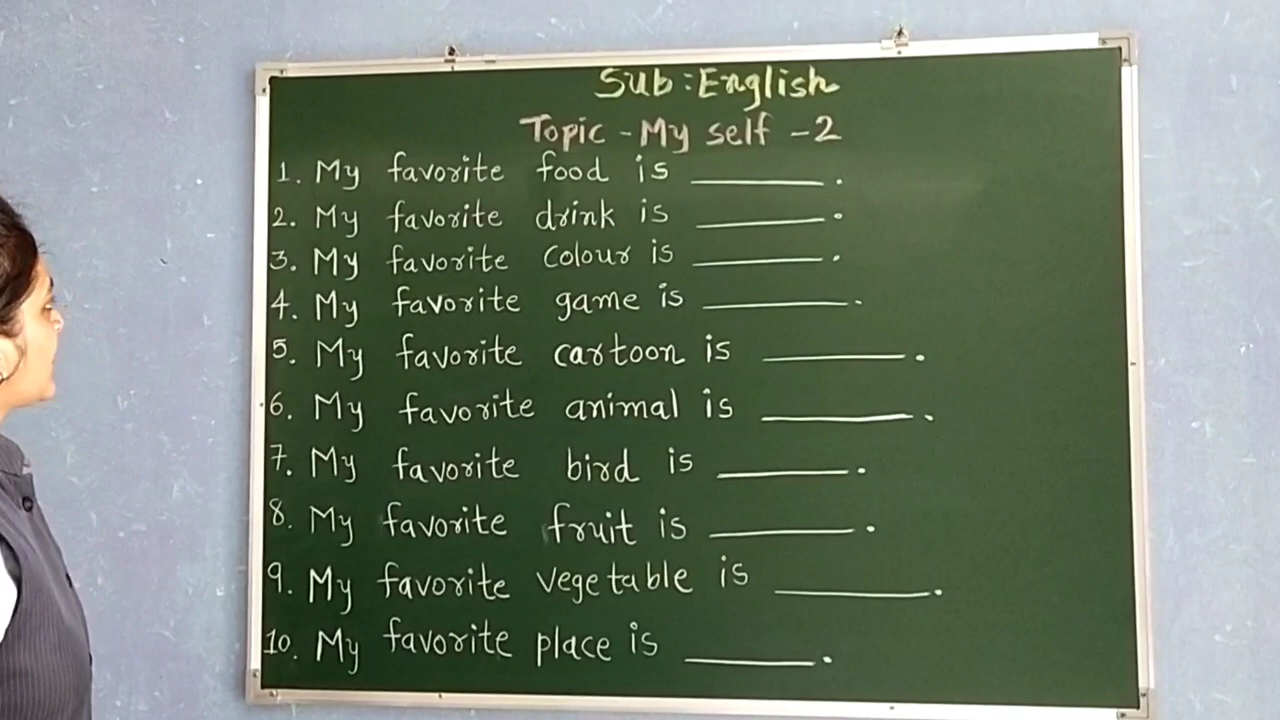 Sub:English
Topic - My self - 2
1. My favorite food is ______.
2. My favorite drink is ______.
3. My favorite colour is ______.
4. My favorite game is ______.
5. My favorite cartoon is ______.
6. My favorite animal is ______.
7. My favorite bird is ______.
8. My favorite fruit is ______.
9. My favorite vegetable is ______.
10. My favorite place is ______.